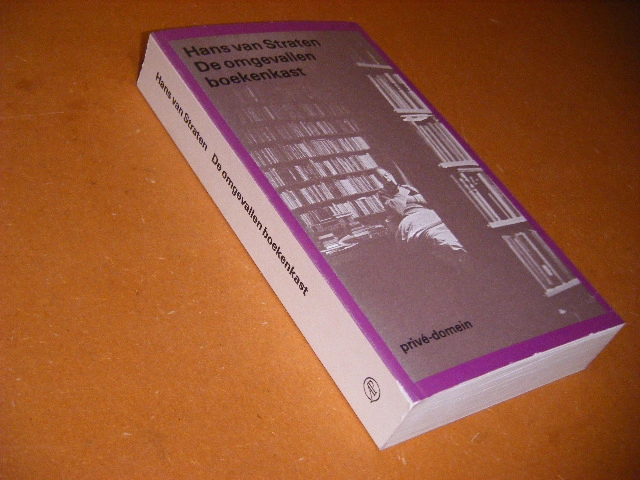 Hans van Straten
De omgevallen
boekenkast
privé-domein
Hans van Straten De omgevallen boekenkast